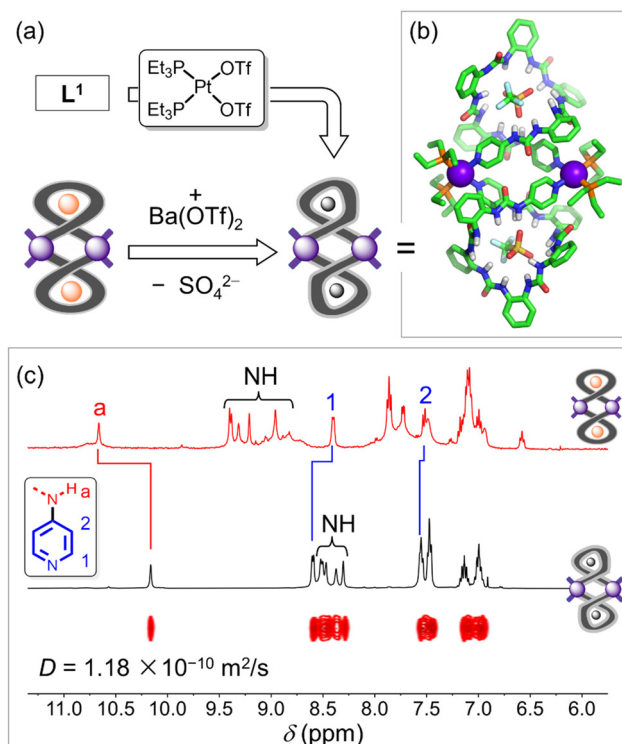 (a)
(b)
L¹
Et₃P
OTf
Pt
Et₃P
OTf
+
Ba(OTf)₂
− SO₄²⁻
=
(c)
NH
a
1
2
H
N
a
2
1
N
NH
D = 1.18 ×10⁻¹⁰ m²/s
11.0 10.5 10.0 9.5 9.0 8.5 8.0 7.5 7.0 6.5 6.0
δ (ppm)